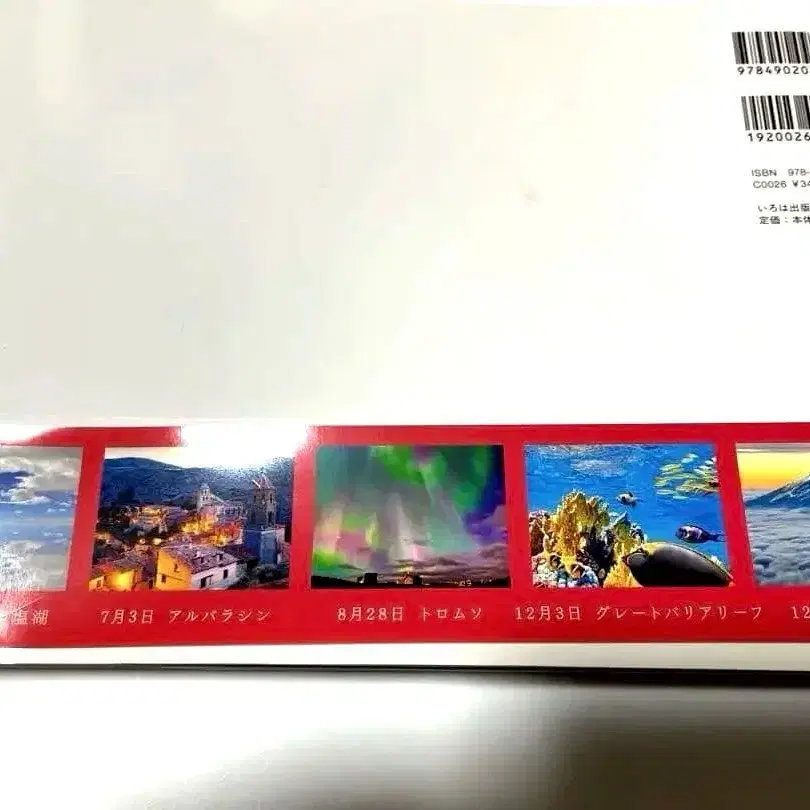 97849020
1920026
ISBN 978-
C0026 ¥34
いろは出版
定価：本体
塩湖
7月3日 アルバラシン
8月28日 トロムソ
12月3日 グレートバリアリーフ
12